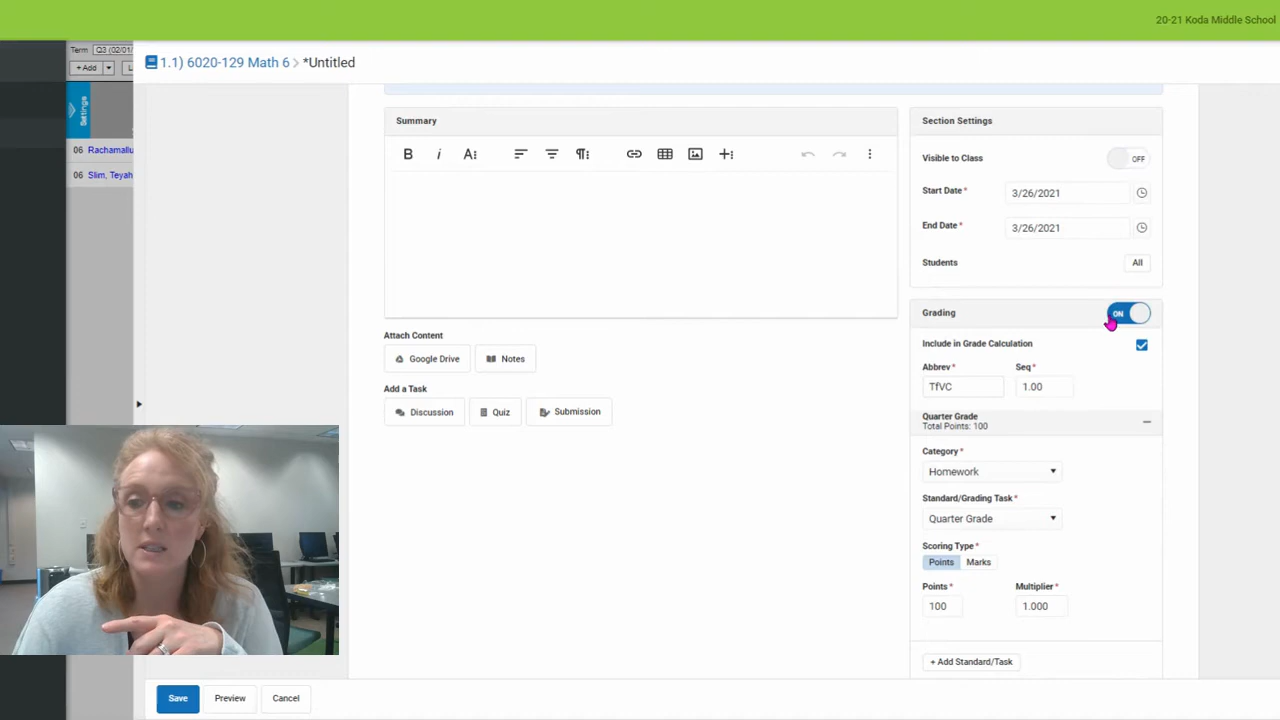 20-21 Koda Middle School
Term Q3 (02/01
+ Add
1.1) 6020-129 Math 6 > *Untitled
Settings
06 Rachamallu
06 Slim, Teyah
Summary
B i A
Attach Content
Google Drive Notes
Add a Task
Discussion Quiz Submission
Section Settings
Visible to Class OFF
Start Date* 3/26/2021
End Date* 3/26/2021
Students All
Grading ON
Include in Grade Calculation
Abbrev* Seq*
TfVC 1.00
Quarter Grade
Total Points: 100
Category*
Homework
Standard/Grading Task*
Quarter Grade
Scoring Type*
Points Marks
Points* Multiplier*
100 1.000
+ Add Standard/Task
Save Preview Cancel